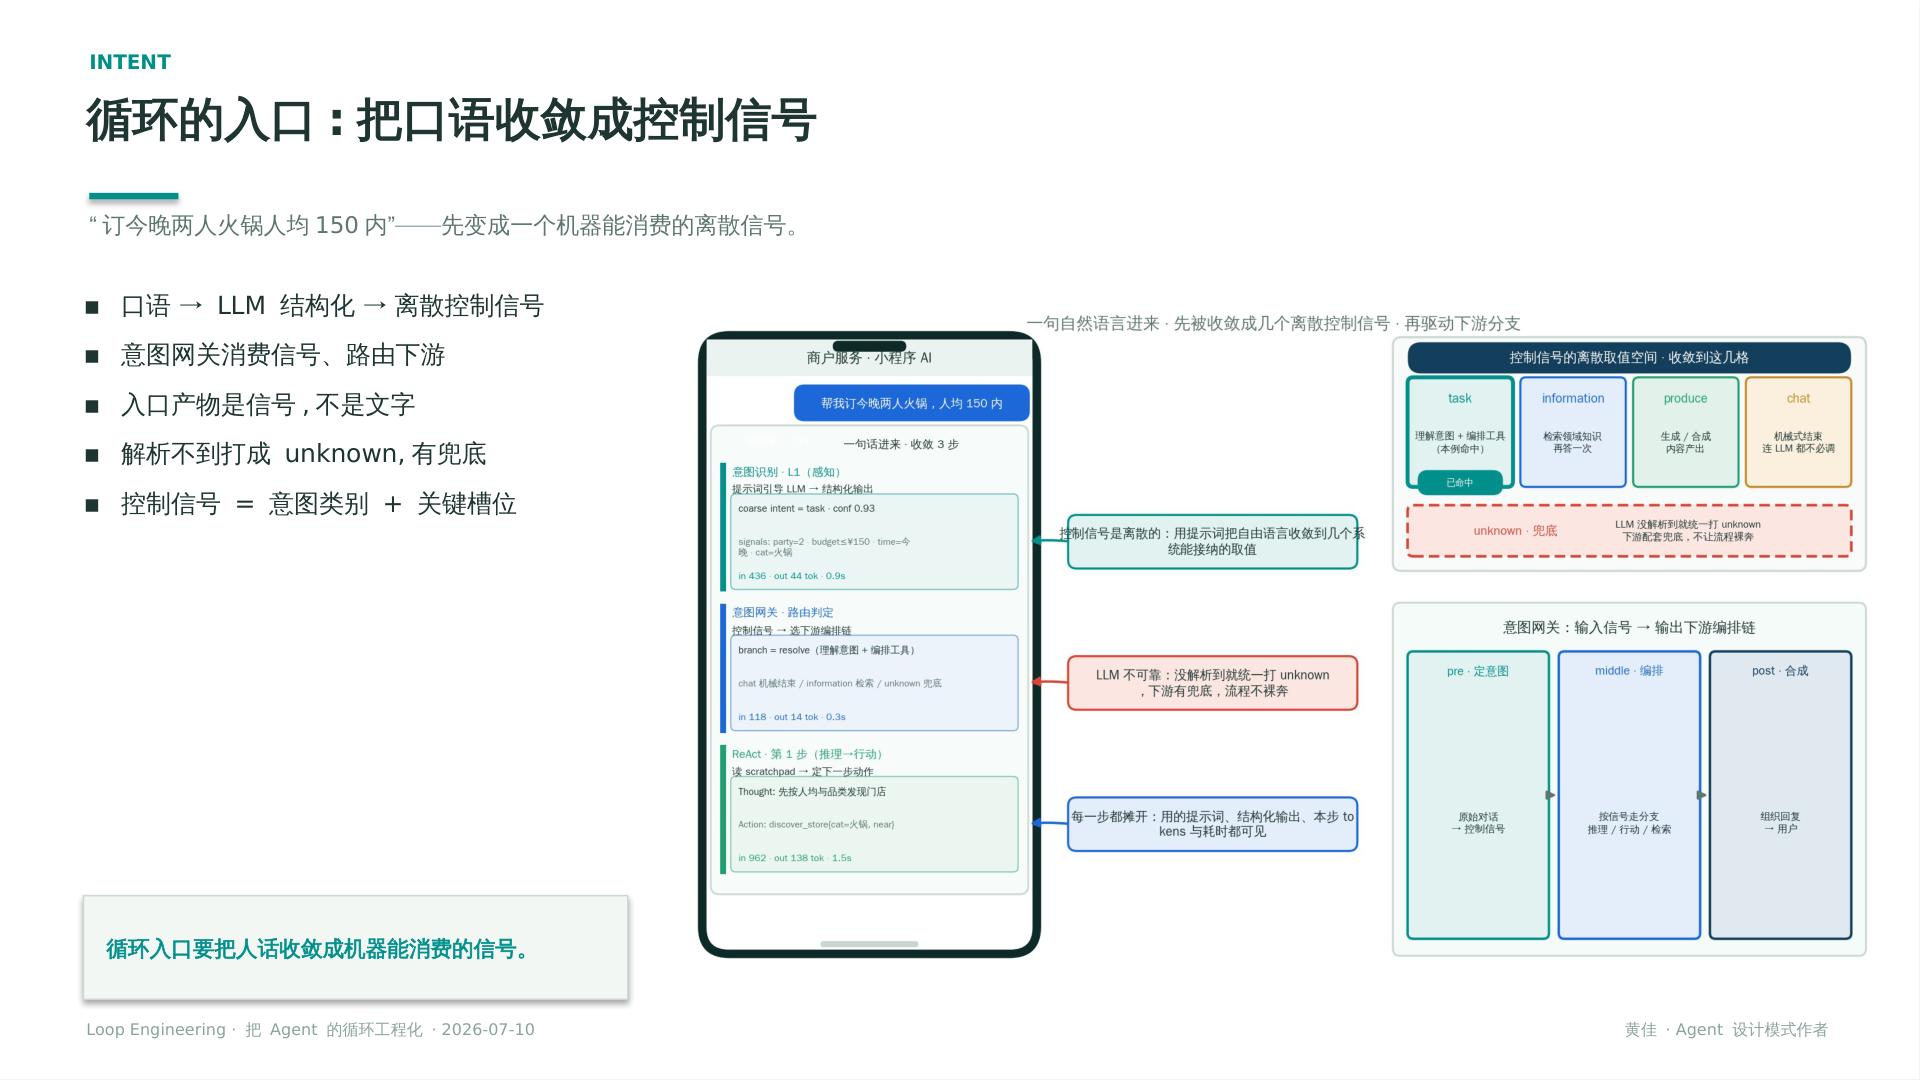 INTENT
循环的入口：把口语收敛成控制信号
“订今晚两人火锅人均 150 内”——先变成一个机器能消费的离散信号。
▪ 口语 → LLM 结构化 → 离散控制信号
▪ 意图网关消费信号、路由下游
▪ 入口产物是信号，不是文字
▪ 解析不到打成 unknown，有兜底
▪ 控制信号 = 意图类别 + 关键槽位
循环入口要把人话收敛成机器能消费的信号。
一句自然语言进来 · 先被收敛成几个离散控制信号 · 再驱动下游分支
商户服务 · 小程序 AI
帮我订今晚两人火锅，人均 150 内
一句话进来 · 收敛 3 步
意图识别 · L1（感知）
提示词引导 LLM → 结构化输出
coarse intent = task · conf 0.93
signals: party=2 · budget≤¥150 · time=今
晚 · cat=火锅
in 436 · out 44 tok · 0.9s
意图网关 · 路由判定
控制信号 → 选下游编排链
branch = resolve（理解意图 + 编排工具）
chat 机械结束 / information 检索 / unknown 兜底
in 118 · out 14 tok · 0.3s
ReAct · 第 1 步（推理→行动）
读 scratchpad → 定下一步动作
Thought: 先按人均与品类发现门店
Action: discover_store{cat=火锅, near}
in 962 · out 138 tok · 1.5s
控制信号是离散的：用提示词把自由语言收敛到几个系
统能接纳的取值
LLM 不可靠：没解析到就统一打 unknown
，下游有兜底，流程不裸奔
每一步都摊开：用的提示词、结构化输出、本步 to
kens 与耗时都可见
控制信号的离散取值空间 · 收敛到这几格
task
理解意图 + 编排工具
（本例命中）
已命中
information
检索领域知识
再答一次
produce
生成 / 合成
内容产出
chat
机械式结束
连 LLM 都不必调
unknown · 兜底
LLM 没解析到就统一打 unknown
下游配套兜底，不让流程裸奔
意图网关：输入信号 → 输出下游编排链
pre · 定意图
原始对话
→ 控制信号
middle · 编排
按信号走分支
推理 / 行动 / 检索
post · 合成
组织回复
→ 用户
Loop Engineering · 把 Agent 的循环工程化 · 2026-07-10
黄佳 · Agent 设计模式作者